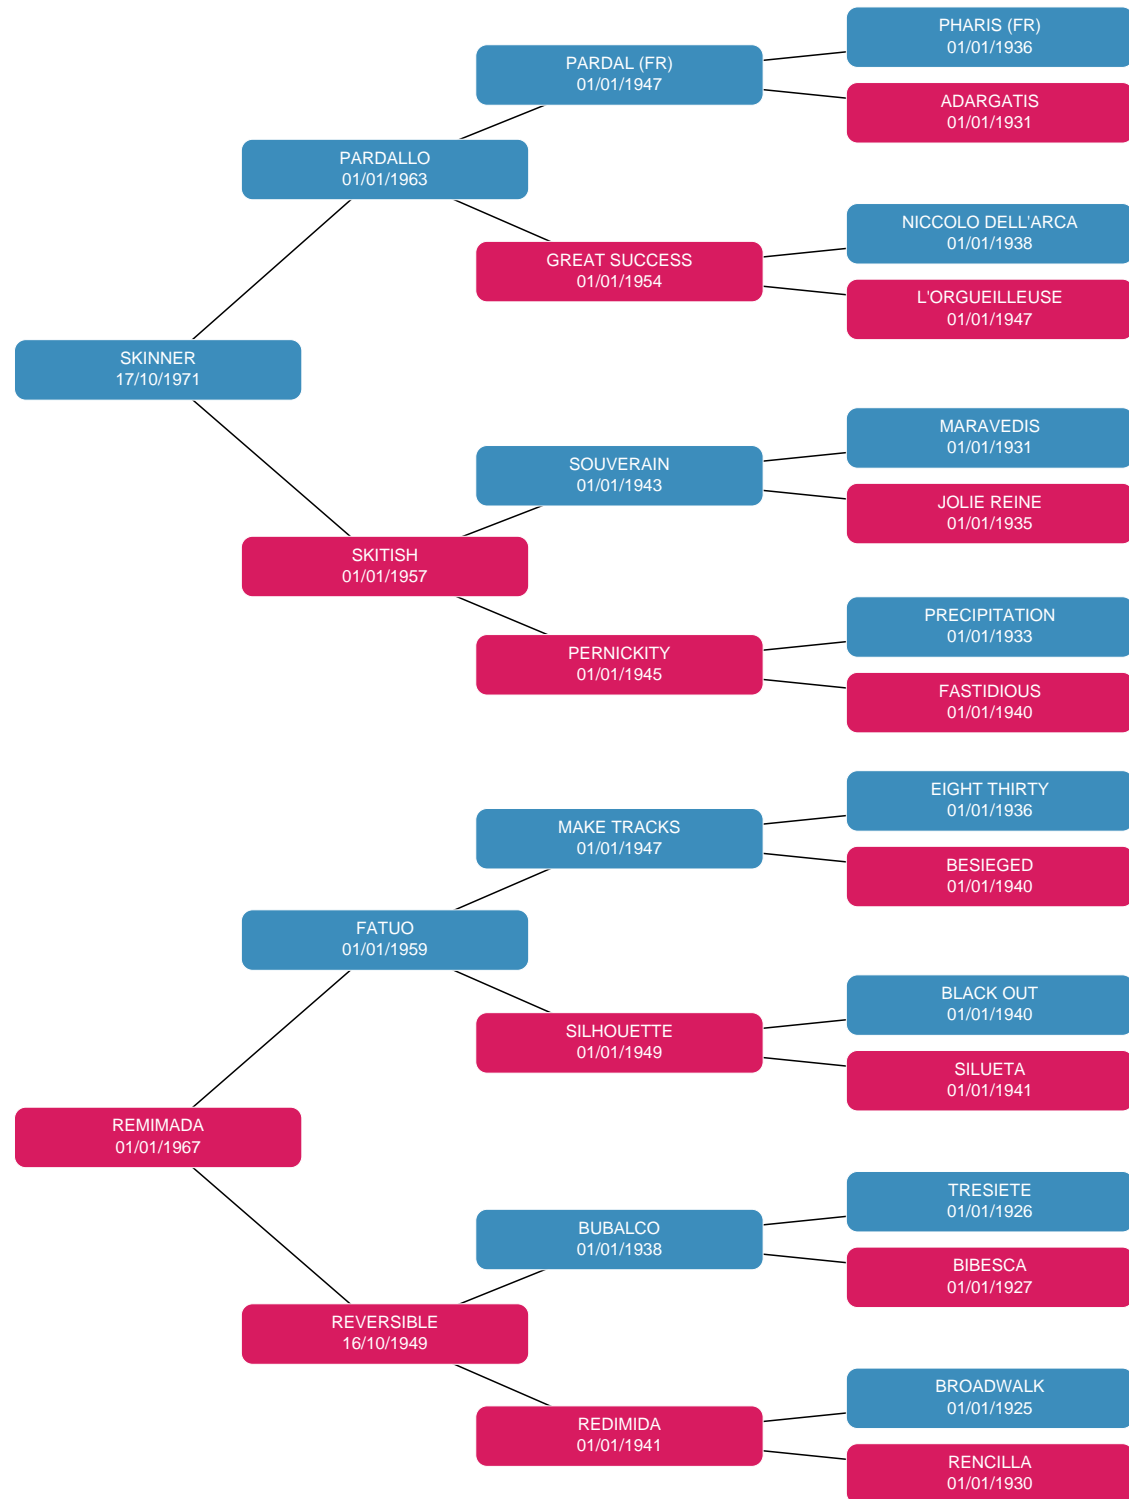 PHARIS (FR)
01/01/1936
PARDAL (FR)
01/01/1947
ADARGATIS
01/01/1931
PARDALLO
01/01/1963
NICCOLO DELL'ARCA
01/01/1938
GREAT SUCCESS
01/01/1954
L'ORGUEILLEUSE
01/01/1947
SKINNER
17/10/1971
MARAVEDIS
01/01/1931
SOUVERAIN
01/01/1943
JOLIE REINE
01/01/1935
SKITISH
01/01/1957
PRECIPITATION
01/01/1933
PERNICKITY
01/01/1945
FASTIDIOUS
01/01/1940
EIGHT THIRTY
01/01/1936
MAKE TRACKS
01/01/1947
BESIEGED
01/01/1940
FATUO
01/01/1959
BLACK OUT
01/01/1940
SILHOUETTE
01/01/1949
SILUETA
01/01/1941
REMIMADA
01/01/1967
TRESIETE
01/01/1926
BUBALCO
01/01/1938
BIBESCA
01/01/1927
REVERSIBLE
16/10/1949
BROADWALK
01/01/1925
REDIMIDA
01/01/1941
RENCILLA
01/01/1930